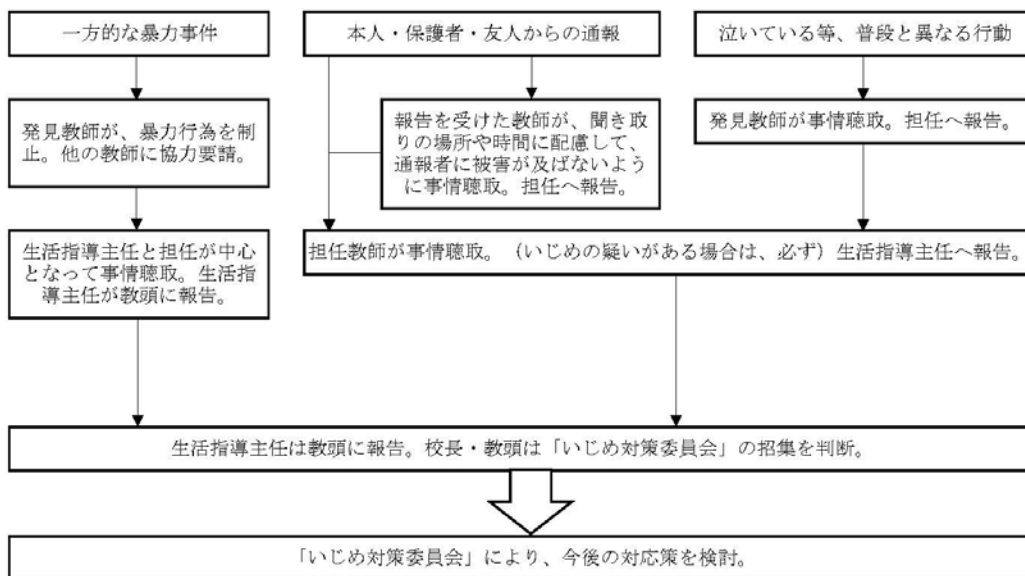 一方的な暴力事件
本人・保護者・友人からの通報
泣いている等、普段と異なる行動
発見教師が、暴力行為を制
止。他の教師に協力要請。
報告を受けた教師が、聞き取
りの場所や時間に配慮して、
通報者に被害が及ばないよう
に事情聴取。担任へ報告。
発見教師が事情聴取。担任へ報告。
生活指導主任と担任が中心
となって事情聴取。生活指
導主任が教頭に報告。
担任教師が事情聴取。（いじめの疑いがある場合は、必ず）生活指導主任へ報告。
生活指導主任は教頭に報告。校長・教頭は「いじめ対策委員会」の招集を判断。
「いじめ対策委員会」により、今後の対応策を検討。